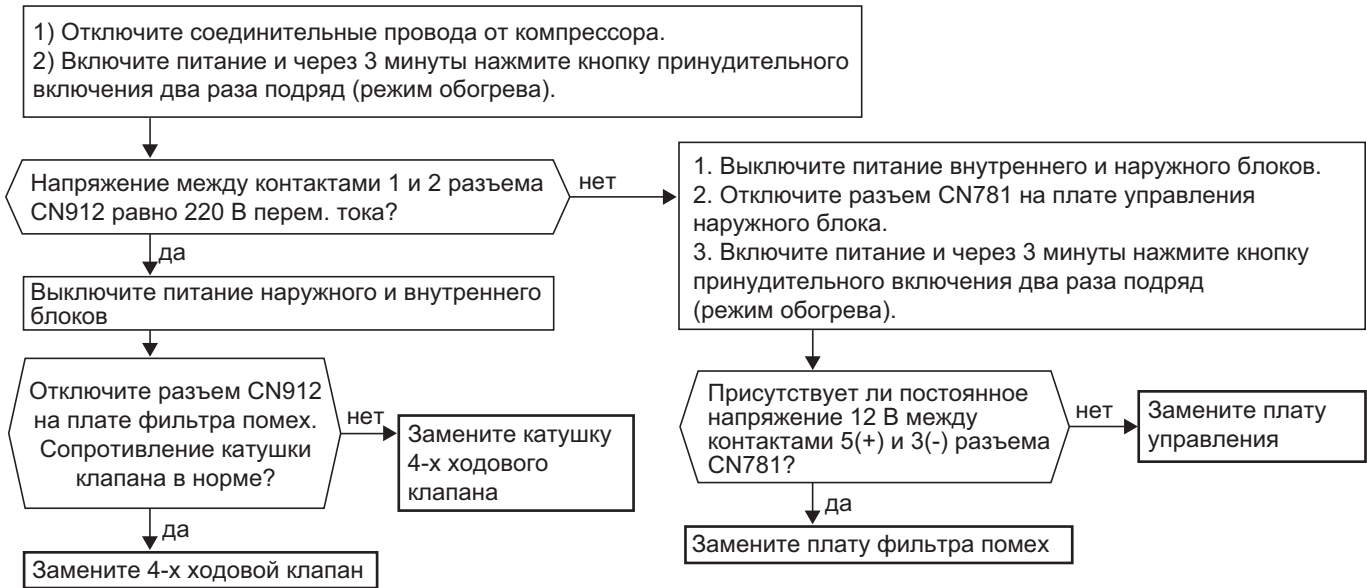 1) Отключите соединительные провода от компрессора.
2) Включите питание и через 3 минуты нажмите кнопку принудительного
включения два раза подряд (режим обогрева).
Напряжение между контактами 1 и 2 разъема
CN912 равно 220 В перем. тока?
нет
1. Выключите питание внутреннего и наружного блоков.
2. Отключите разъем CN781 на плате управления
наружного блока.
3. Включите питание и через 3 минуты нажмите кнопку
принудительного включения два раза подряд
(режим обогрева).
да
Выключите питание наружного и внутреннего
блоков
Отключите разъем CN912
на плате фильтра помех.
Сопротивление катушки
клапана в норме?
нет
Замените катушку
4-х ходового
клапана
да
Замените 4-х ходовой клапан
Присутствует ли постоянное
напряжение 12 В между
контактами 5(+) и 3(-) разъема
CN781?
нет
Замените плату
управления
да
Замените плату фильтра помех